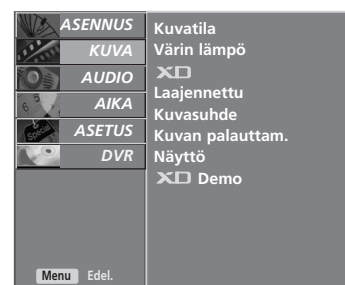 ASENNUS
KUVA
AUDIO
AIKA
ASETUS
DVR
Menu Edel.
Kuvatila
Värin lämpö
XD
Laajennettu
Kuvasuhde
Kuvan palauttam.
Näyttö
XD Demo